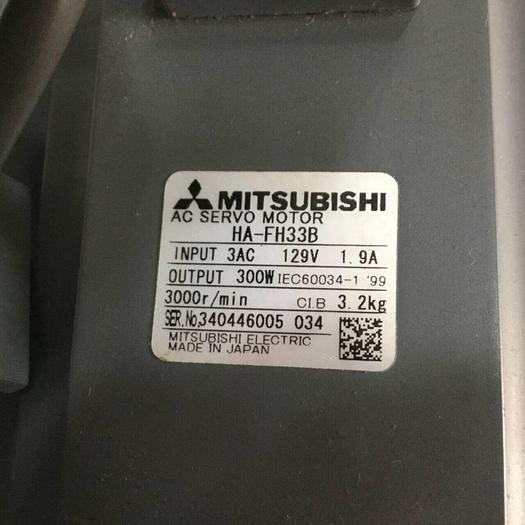 MITSUBISHI
AC SERVO MOTOR
HA-FH33B
INPUT 3AC 129V 1.9A
OUTPUT 300W IEC60034-1 '99
3000r/min CI.B 3.2kg
SER.No.340446005 034
MITSUBISHI ELECTRIC
MADE IN JAPAN